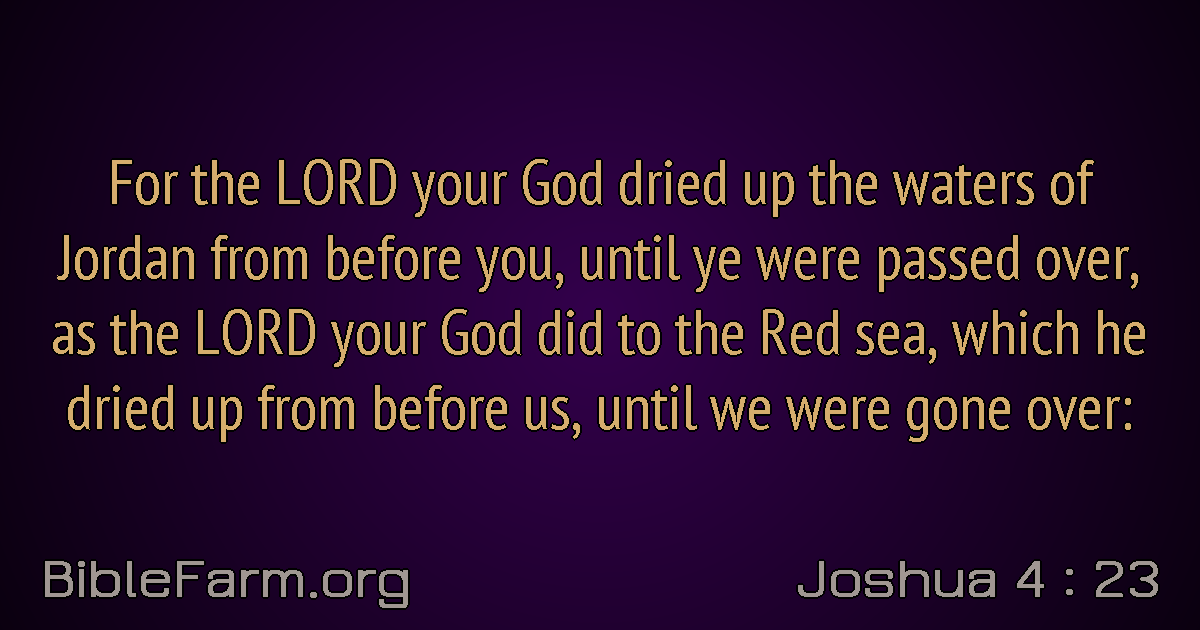 For the LORD your God dried up the waters of
Jordan from before you, until ye were passed over,
as the LORD your God did to the Red sea, which he
dried up from before us, until we were gone over:
BibleFarm.org
Joshua 4 : 23